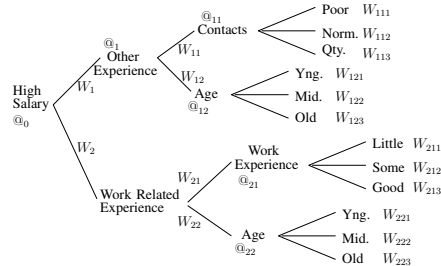 Poor W₁₁₁
@₁₁
Contacts
Norm. W₁₁₂
@₁
Other
Experience
W₁₁
Qty. W₁₁₃
W₁₂
Yng. W₁₂₁
High
Salary
@₀
W₁
Age
@₁₂
Mid. W₁₂₂
Old W₁₂₃
W₂
Work
Experience
@₂₁
Little W₂₁₁
Some W₂₁₂
Good W₂₁₃
W₂₁
Work Related
Experience
W₂₂
Yng. W₂₂₁
Age
@₂₂
Mid. W₂₂₂
Old W₂₂₃